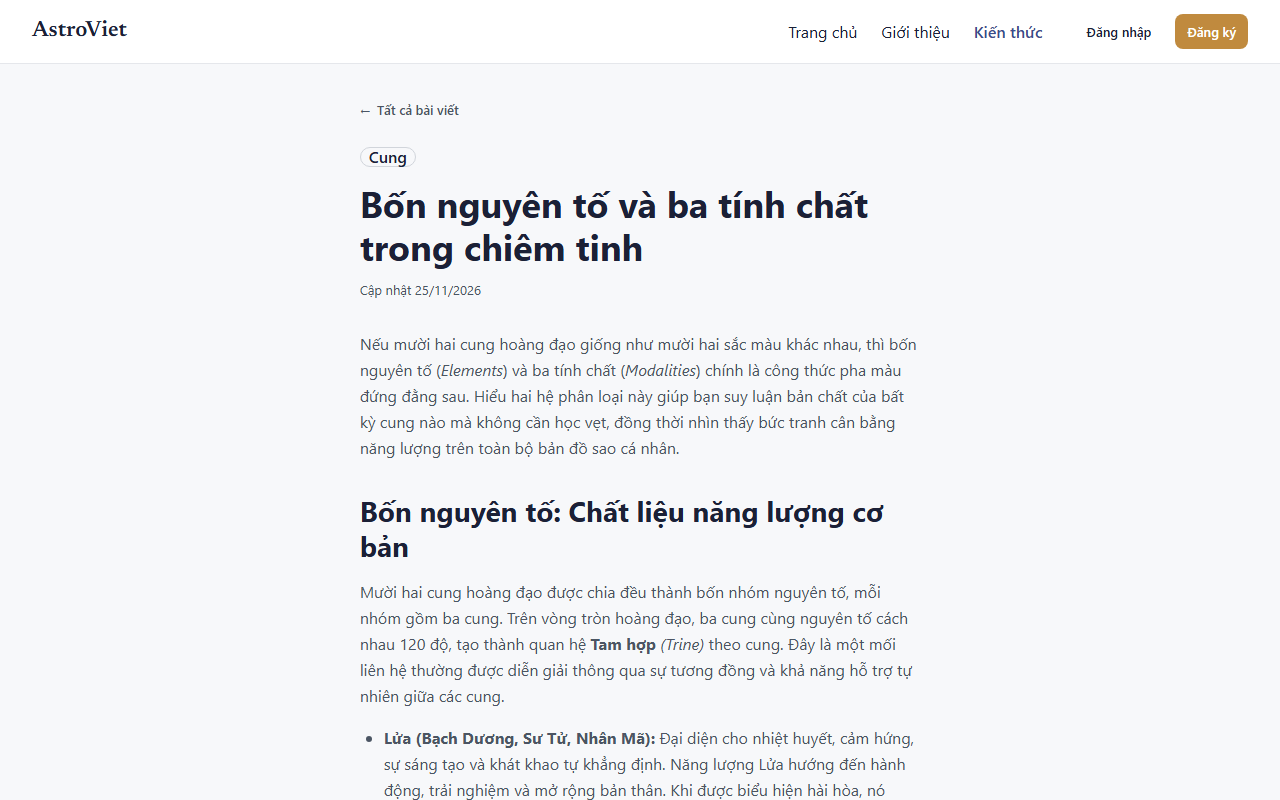 AstroViet
Trang chủ
Giới thiệu
Kiến thức
Đăng nhập
Đăng ký
← Tất cả bài viết
Cung
Bốn nguyên tố và ba tính chất
trong chiêm tinh
Cập nhật 25/11/2026
Nếu mười hai cung hoàng đạo giống như mười hai sắc màu khác nhau, thì bốn
nguyên tố (Elements) và ba tính chất (Modalities) chính là công thức pha màu
đứng đằng sau. Hiểu hai hệ phân loại này giúp bạn suy luận bản chất của bất
kỳ cung nào mà không cần học vẹt, đồng thời nhìn thấy bức tranh cân bằng
năng lượng trên toàn bộ bản đồ sao cá nhân.
Bốn nguyên tố: Chất liệu năng lượng cơ
bản
Mười hai cung hoàng đạo được chia đều thành bốn nhóm nguyên tố, mỗi
nhóm gồm ba cung. Trên vòng tròn hoàng đạo, ba cung cùng nguyên tố cách
nhau 120 độ, tạo thành quan hệ Tam hợp (Trine) theo cung. Đây là một mối
liên hệ thường được diễn giải thông qua sự tương đồng và khả năng hỗ trợ tự
nhiên giữa các cung.
• Lửa (Bạch Dương, Sư Tử, Nhân Mã): Đại diện cho nhiệt huyết, cảm hứng,
sự sáng tạo và khát khao tự khẳng định. Năng lượng Lửa hướng đến hành
động, trải nghiệm và mở rộng bản thân. Khi được biểu hiện hài hòa, nó